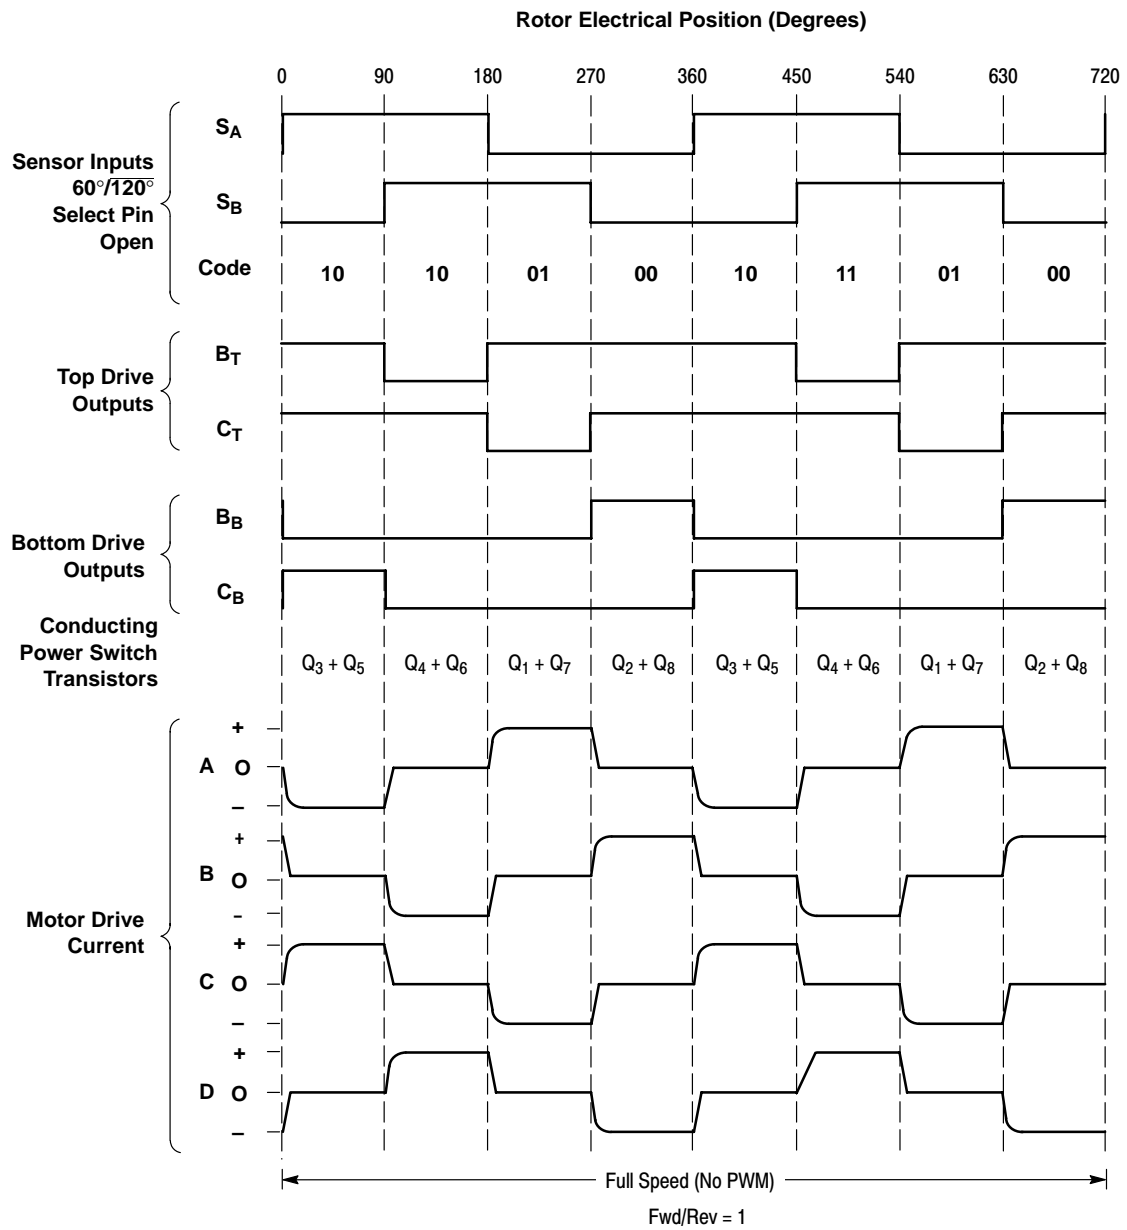 Rotor Electrical Position (Degrees)
0 90 180 270 360 450 540 630 720
Sensor Inputs
60°/120°
Select Pin
Open
SA
SB
Code 10 10 01 00 10 11 01 00
Top Drive
Outputs
BT
CT
Bottom Drive
Outputs
BB
CB
Conducting
Power Switch
Transistors
Q3 + Q5 Q4 + Q6 Q1 + Q7 Q2 + Q8 Q3 + Q5 Q4 + Q6 Q1 + Q7 Q2 + Q8
Motor Drive
Current
+
A O
–
+
B O
-
+
C O
–
+
D O
–
Full Speed (No PWM)
Fwd/Rev = 1